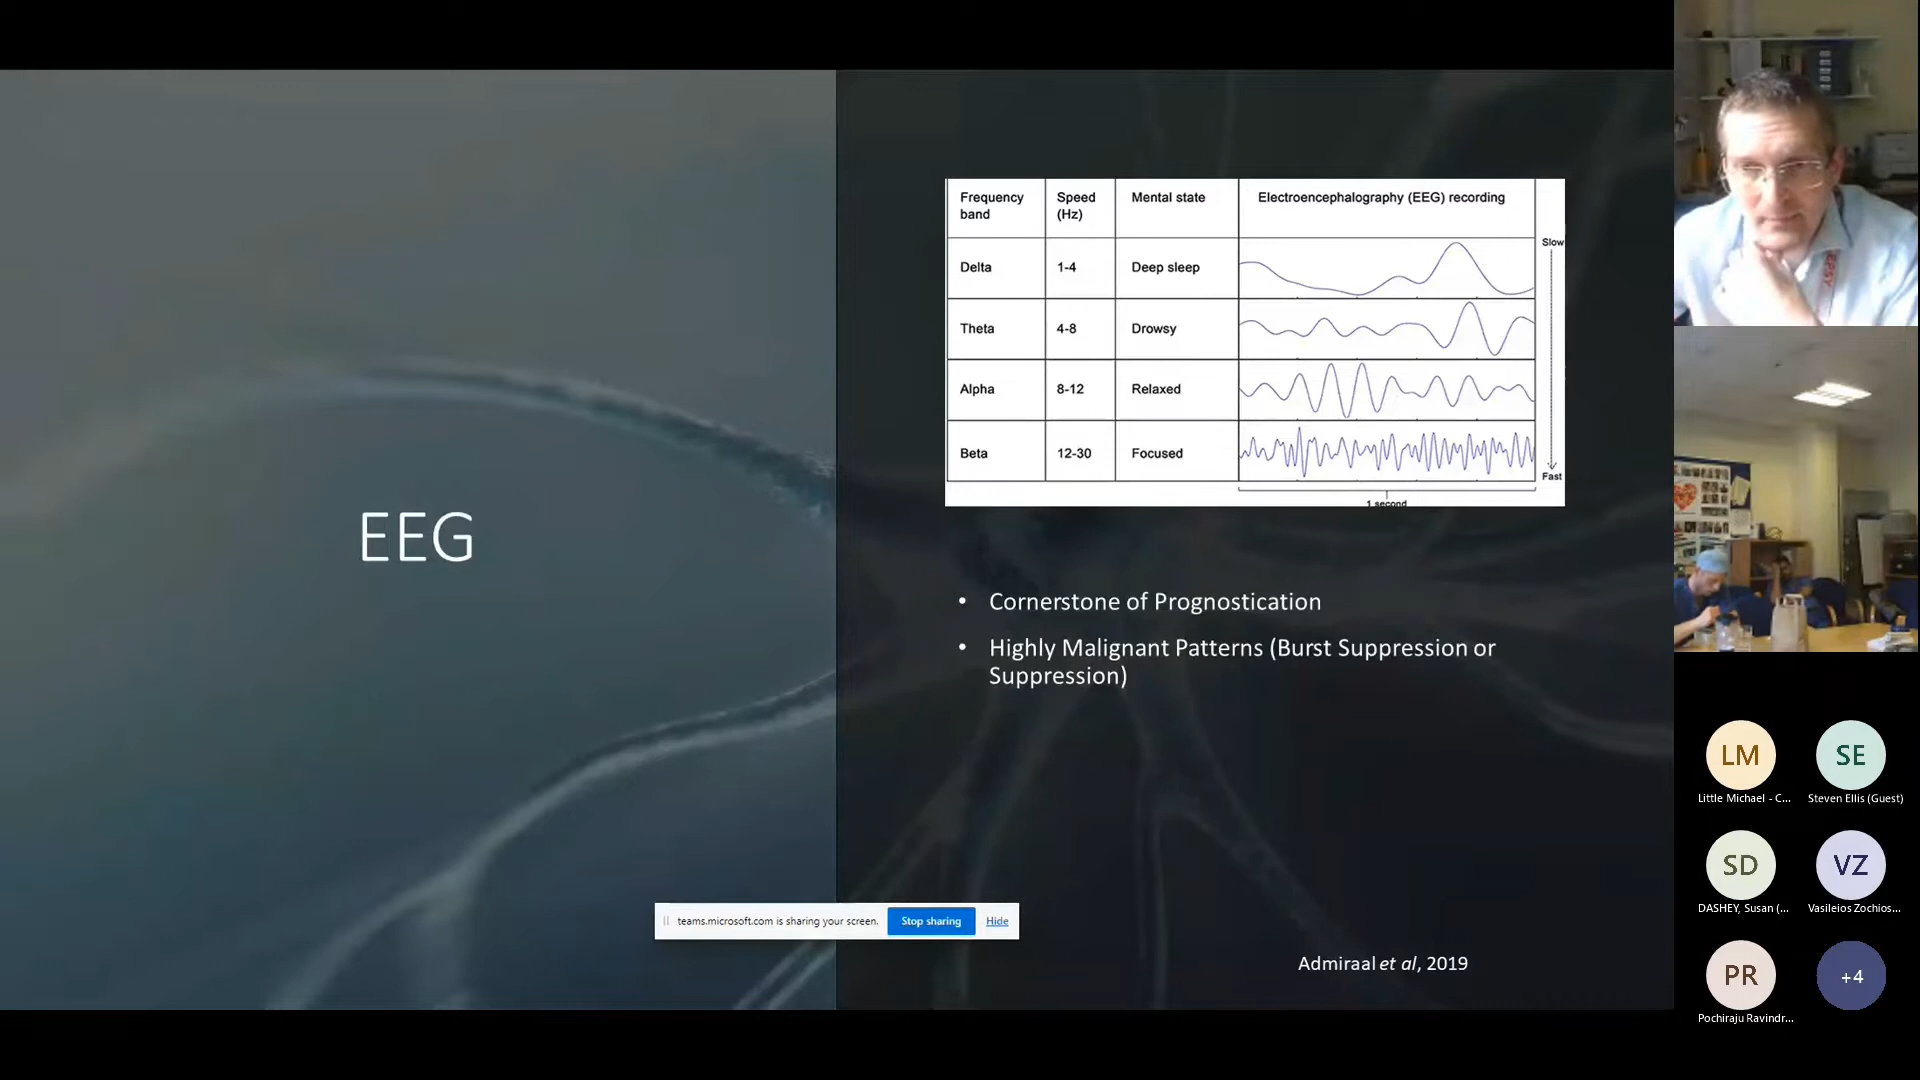 EEG
Frequency band
Speed (Hz)
Mental state
Electroencephalography (EEG) recording
Delta
1-4
Deep sleep
Theta
4-8
Drowsy
Alpha
8-12
Relaxed
Beta
12-30
Focused
Slow
Fast
1 second
• Cornerstone of Prognostication
• Highly Malignant Patterns (Burst Suppression or
Suppression)
teams.microsoft.com is sharing your screen.
Stop sharing
Hide
Admiraal et al, 2019
LM
Little Michael - C...
SE
Steven Ellis (Guest)
SD
DASHEY, Susan (...
VZ
Vasileios Zochios...
PR
Pochiraju Ravindr...
+4